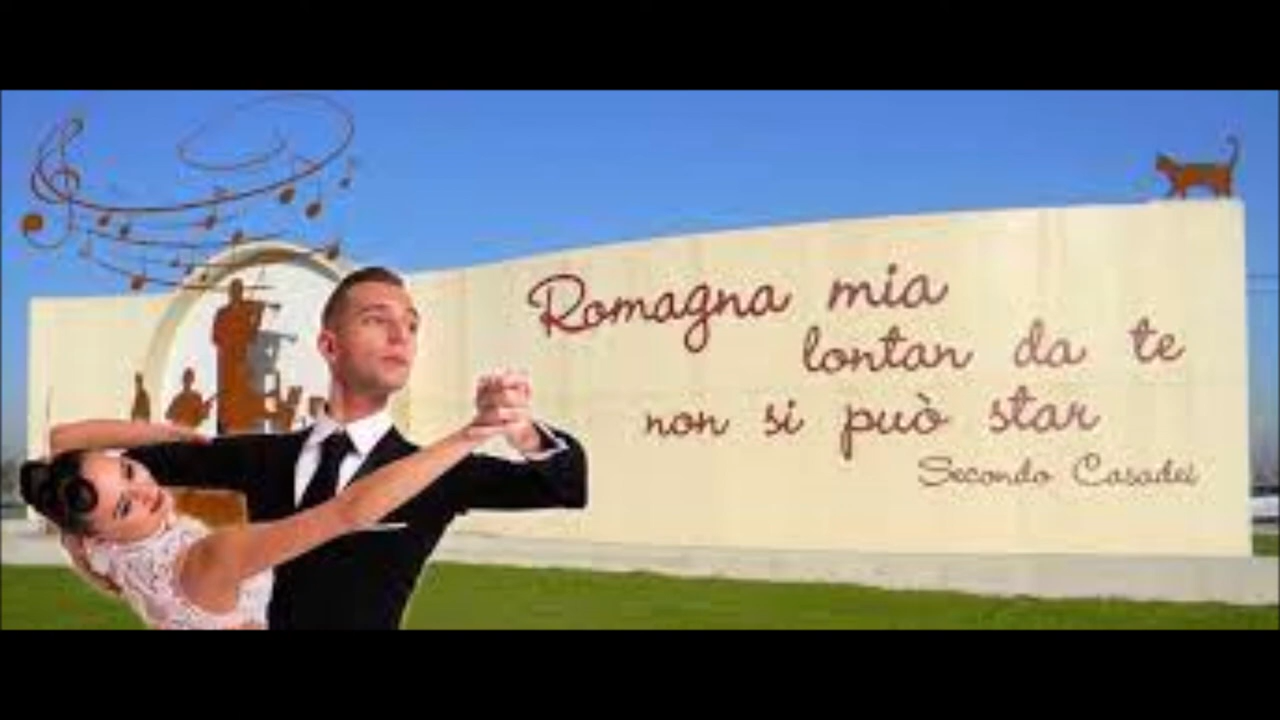 Romagna mia
lontan da te
non si può star
Secondo Casadei